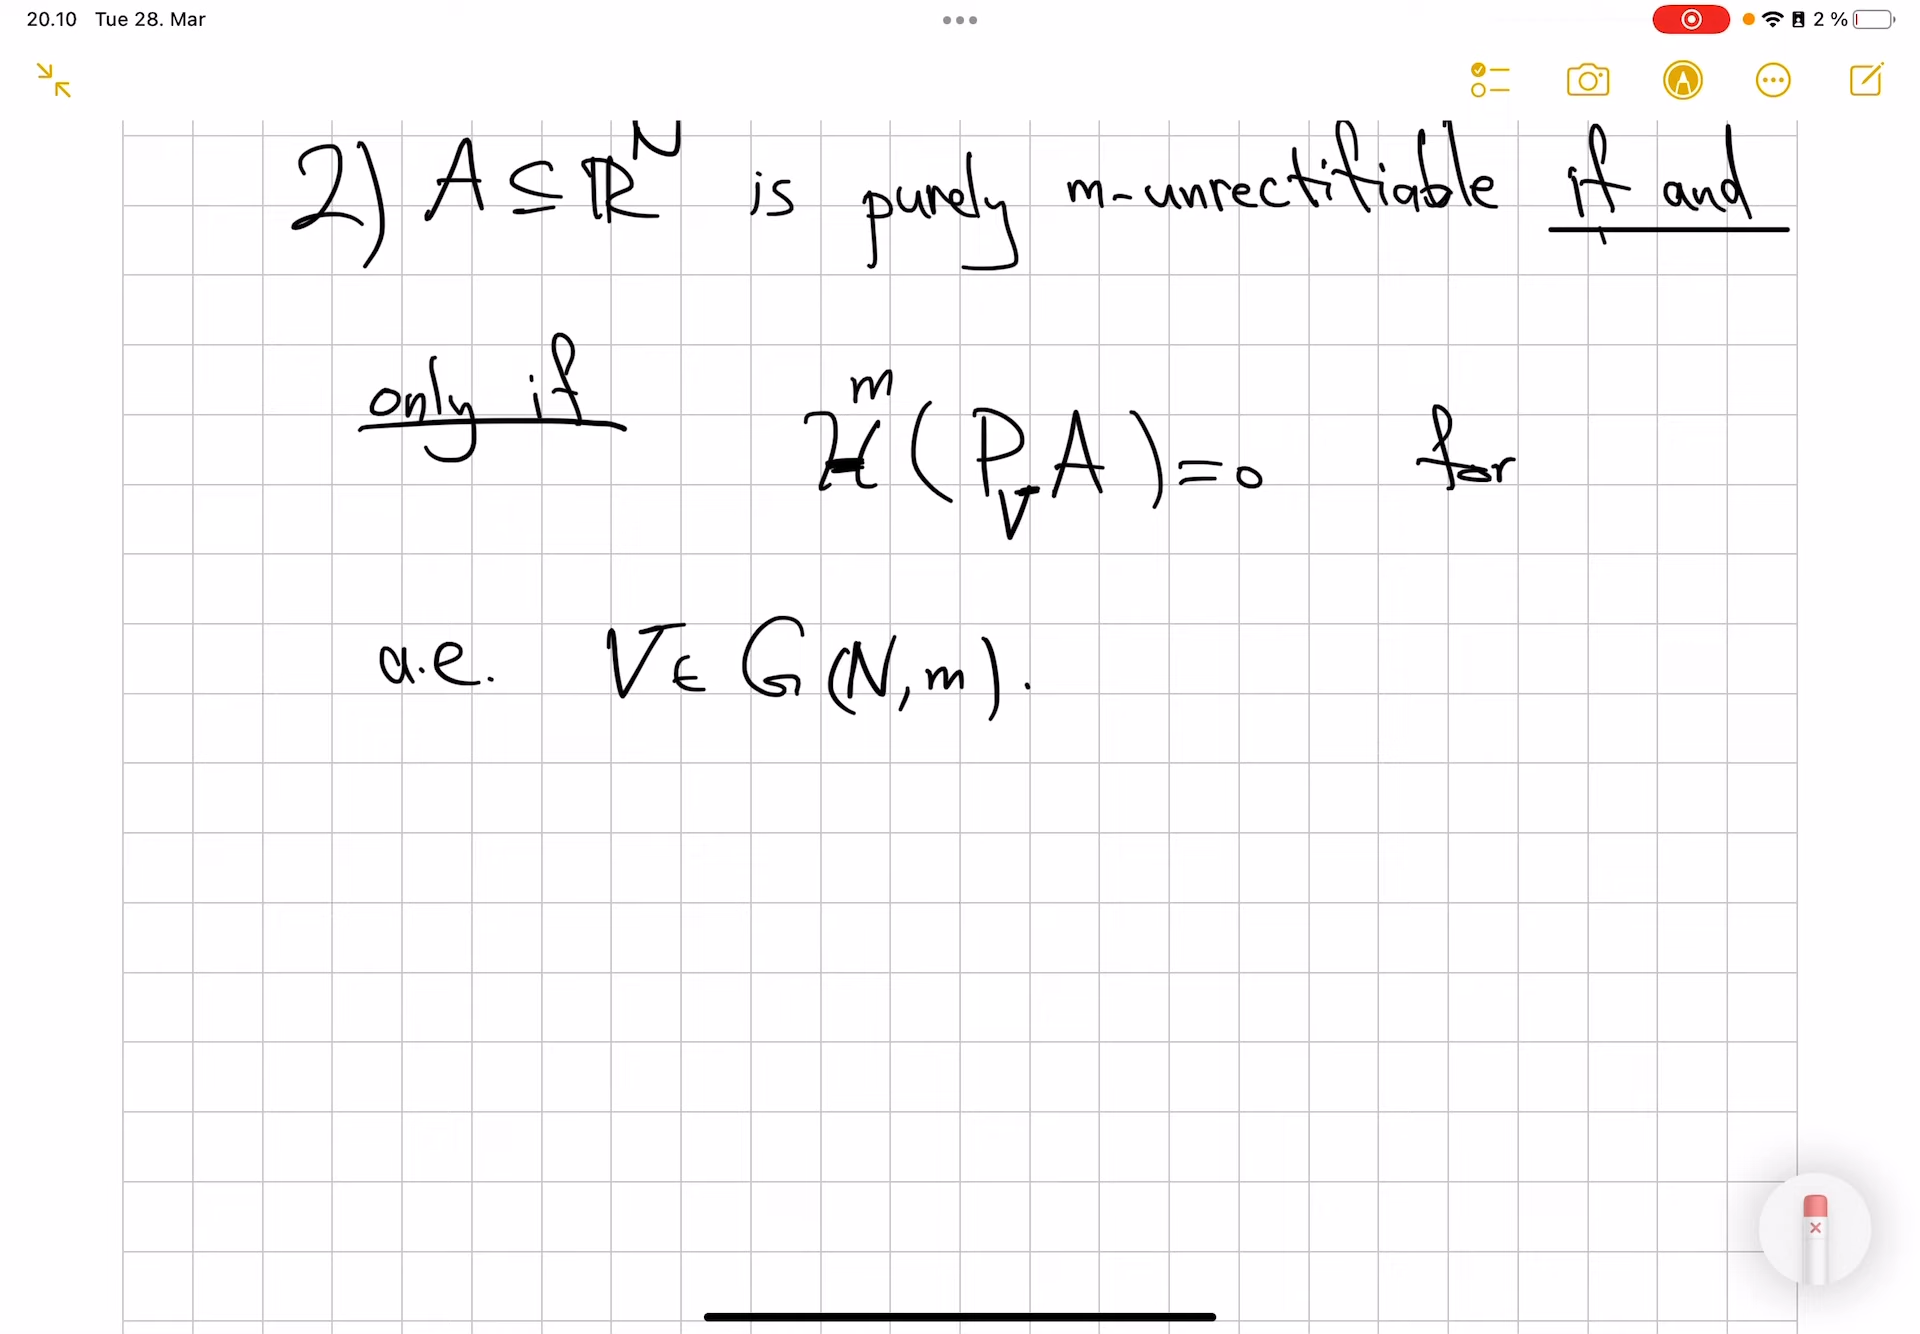 20.10 Tue 28. Mar 2 %
2) A ⊆ ℝ^N is purely m-unrectifiable if and
only if ℋ^m(P_V A)=0 for
a.e. V∈ G(N,m).